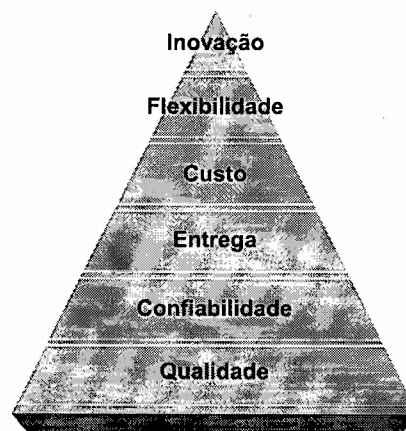 Inovação
Flexibilidade
Custo
Entrega
Confiabilidade
Qualidade